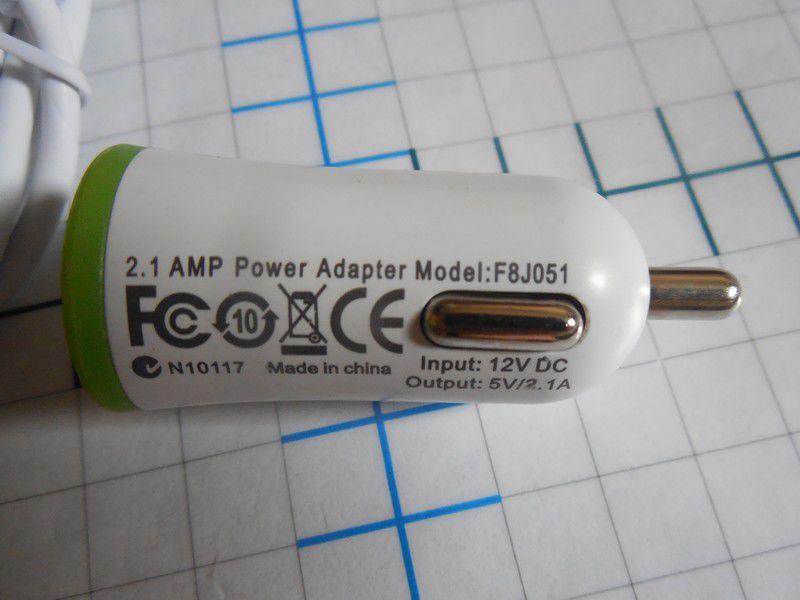 2.1 AMP Power Adapter Model:F8J051
FC 10 CE
N10117 Made in china
Input: 12V DC
Output: 5V/2.1A